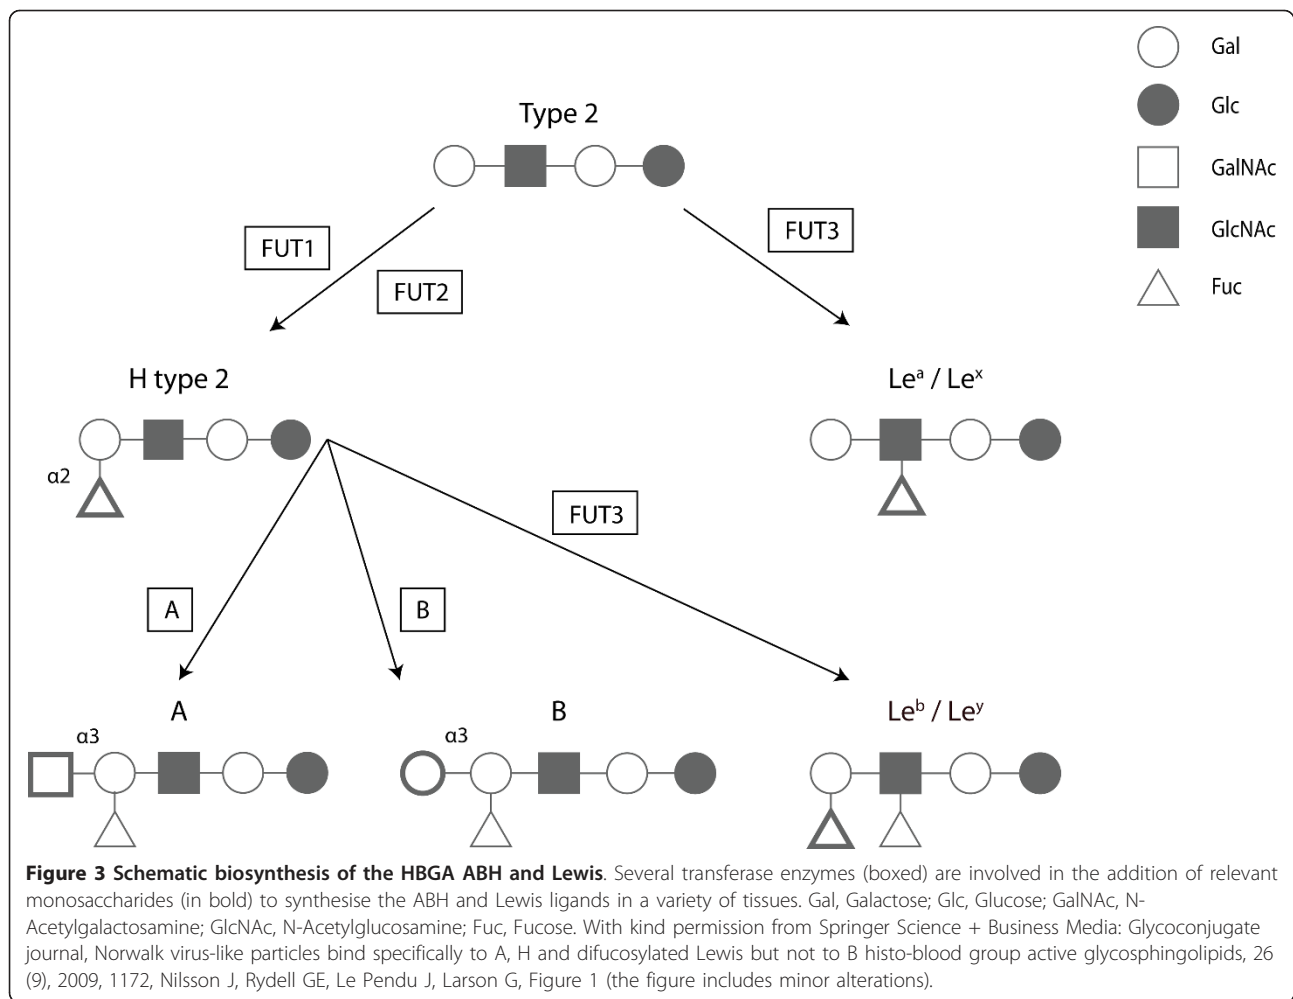 Gal
Glc
GalNAc
GlcNAc
Fuc
Type 2
FUT1
FUT2
FUT3
H type 2
α2
Leᵃ / Leˣ
FUT3
A
B
A
α3
B
α3
Leᵇ / Leʸ
Figure 3 Schematic biosynthesis of the HBGA ABH and Lewis. Several transferase enzymes (boxed) are involved in the addition of relevant
monosaccharids (in bold) to synthesise the ABH and Lewis ligands in a variety of tissues. Gal, Galactose; Glc, Glucose; GalNAc, N-
Acetylgalactosamine; GlcNAc, N-Acetylglucosamine; Fuc, Fucose. With kind permission from Springer Science + Business Media: Glycoconjugate
journal, Norwalk virus-like particles bind specifically to A, H and difucosylated Lewis but not to B histo-blood group active glycosphingolipids, 26
(9), 2009, 1172, Nilsson J, Rydell GE, Le Pendu J, Larson G, Figure 1 (the figure includes minor alterations).